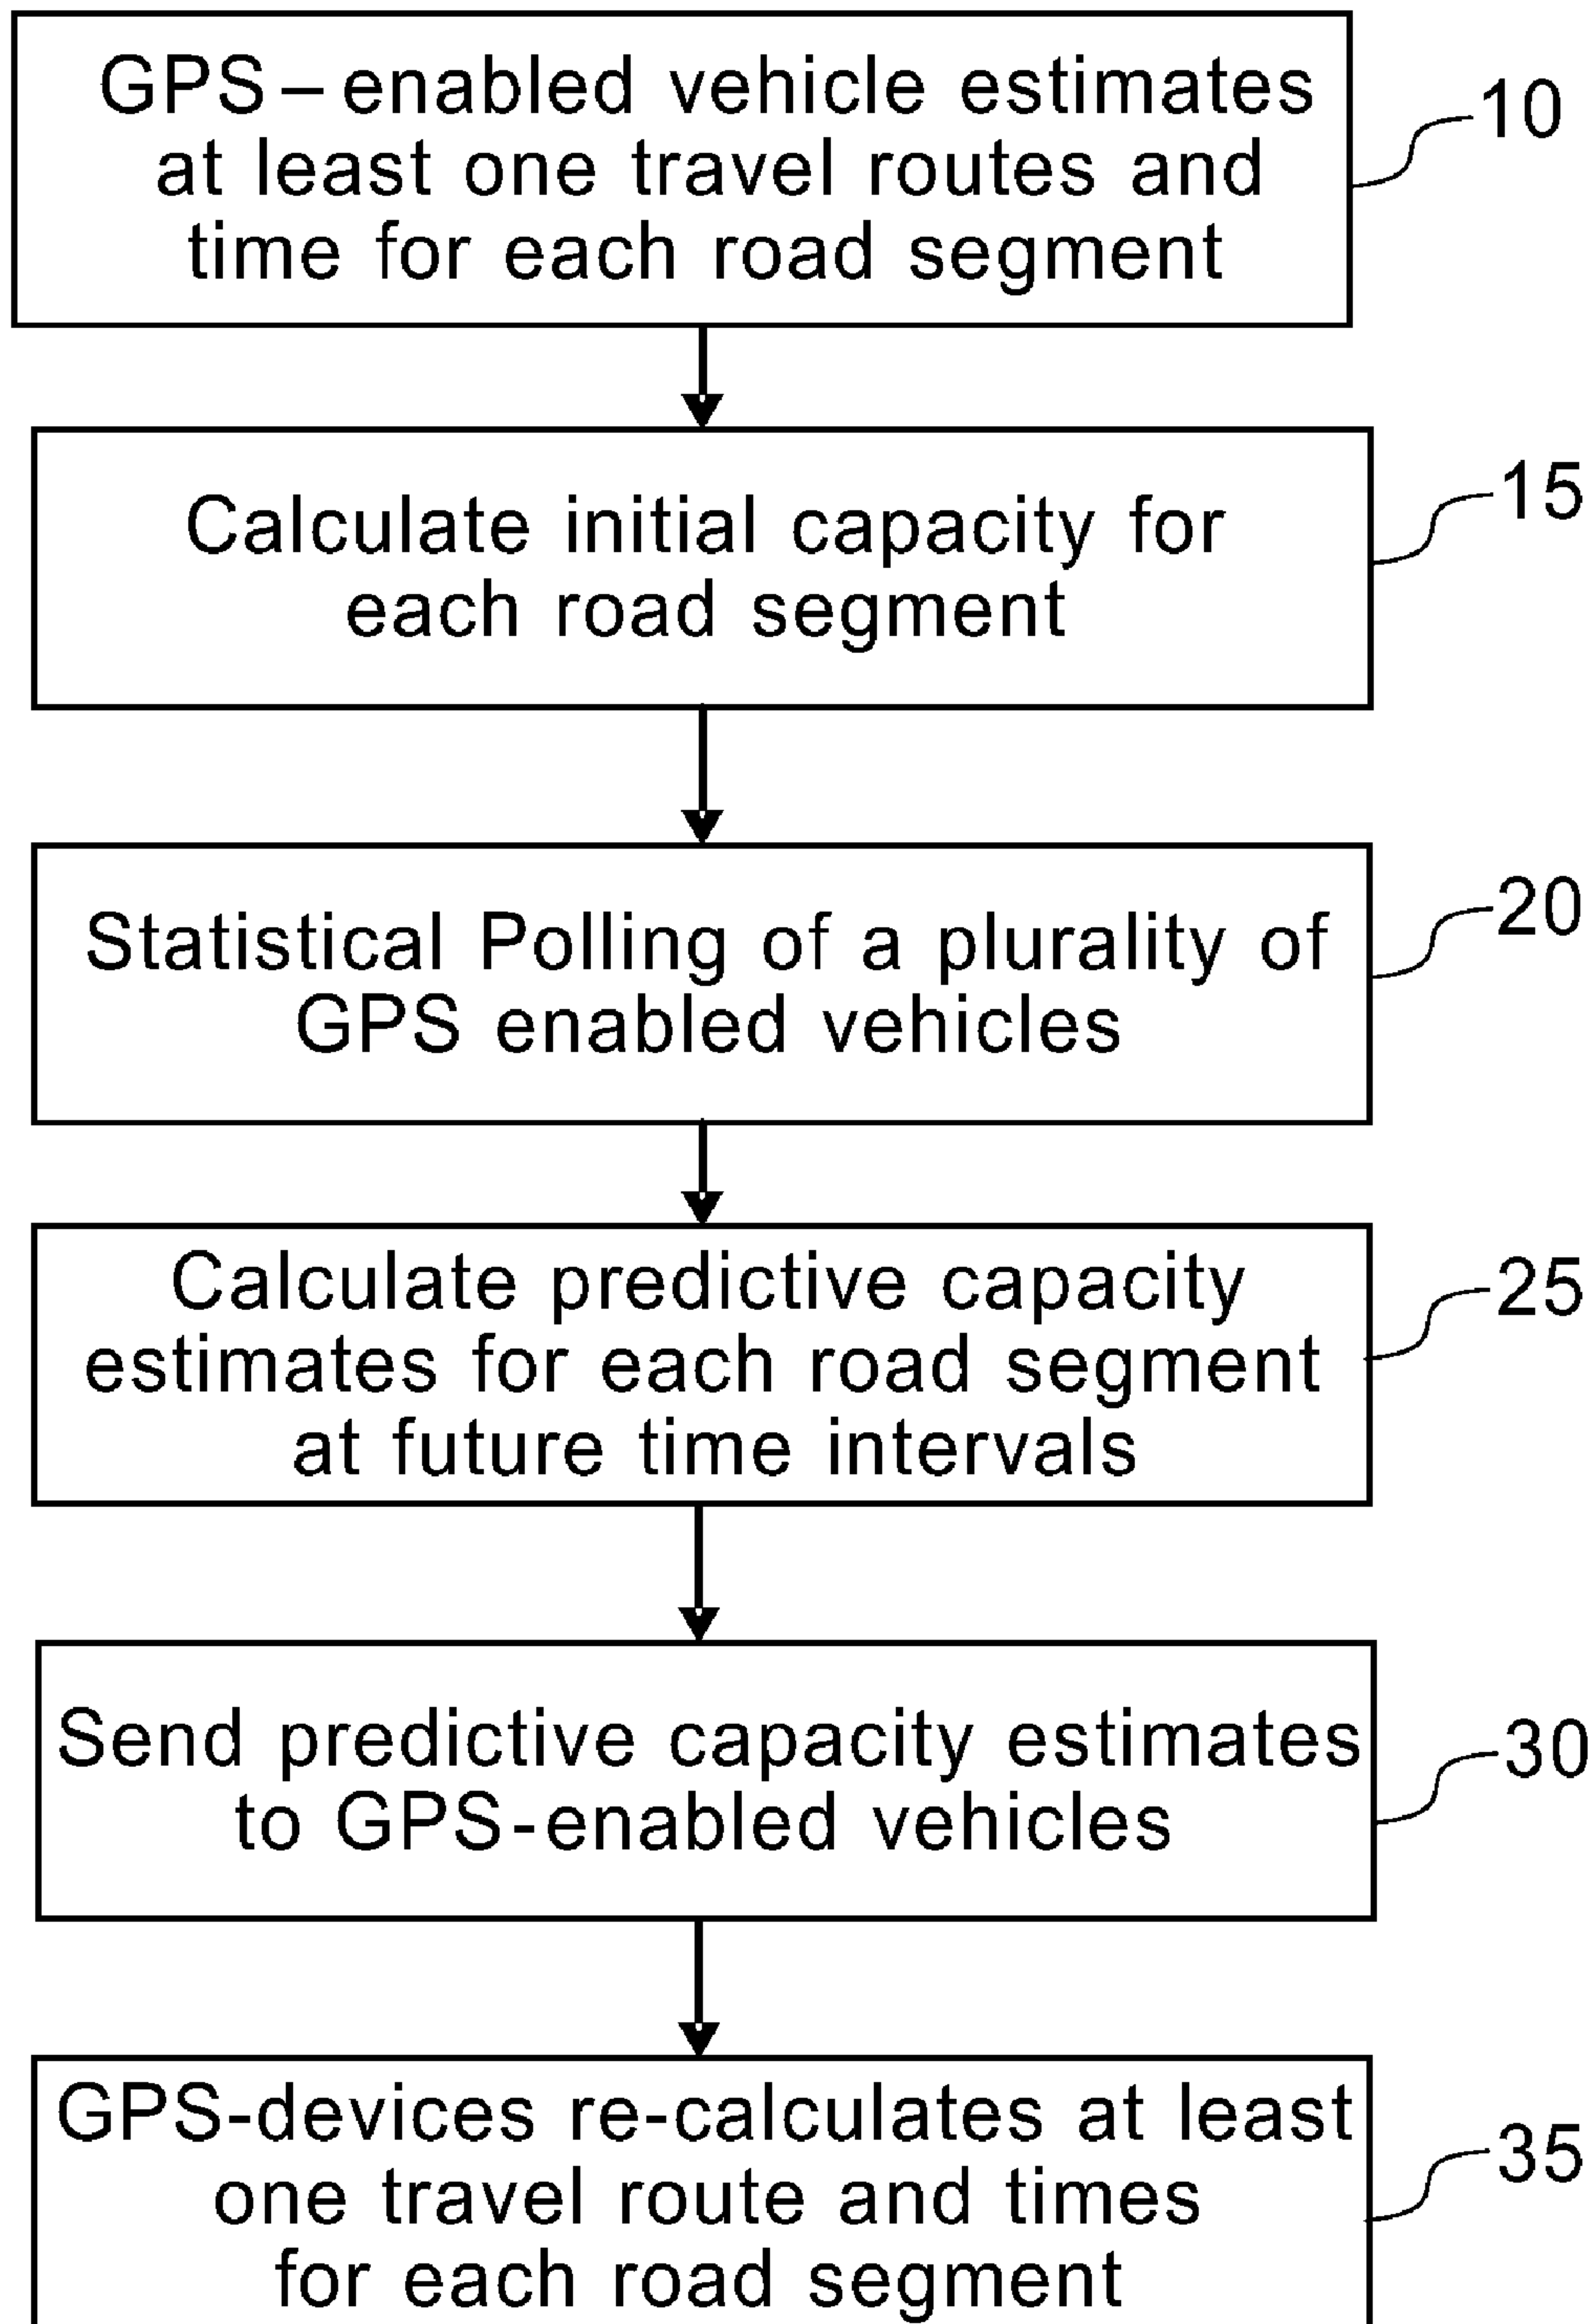 GPS – enabled vehicle estimates
at least one travel routes and
time for each road segment
10
Calculate initial capacity for
each road segment
15
Statistical Polling of a plurality of
GPS enabled vehicles
20
Calculate predictive capacity
estimates for each road segment
at future time intervals
25
Send predictive capacity estimates
to GPS-enabled vehicles
30
GPS-devices re-calculates at least
one travel route and times
for each road segment
35